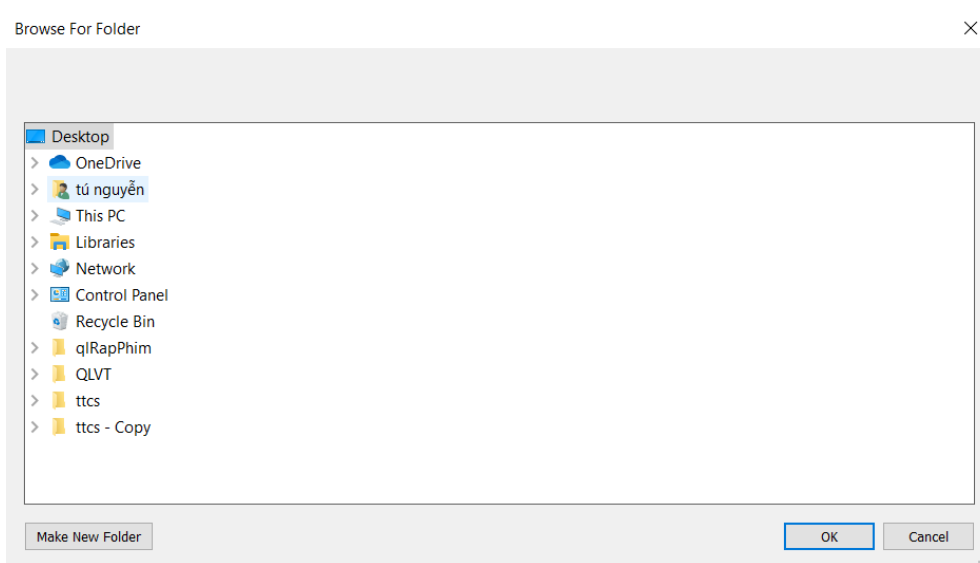 Browse For Folder
Desktop
OneDrive
tú nguyễn
This PC
Libraries
Network
Control Panel
Recycle Bin
qlRapPhim
QLVT
ttcs
ttcs - Copy
Make New Folder
OK
Cancel